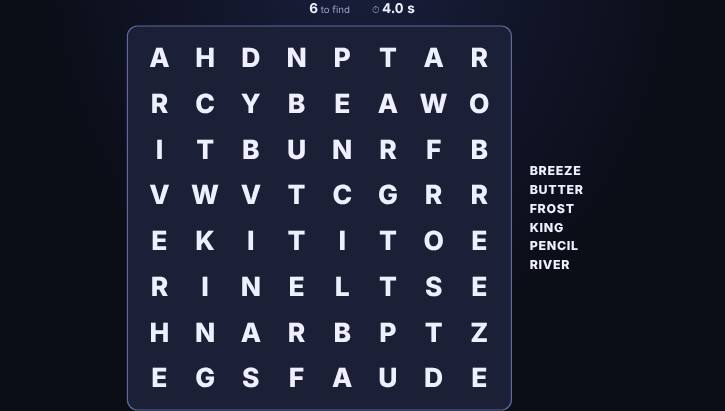 6 to find 4.0 s
A H D N P T A R
R C Y B E A W O
I T B U N R F B
V W V T C G R R
E K I T I T O E
R I N E L T S E
H N A R B P T Z
E G S F A U D E
BREEZE
BUTTER
FROST
KING
PENCIL
RIVER